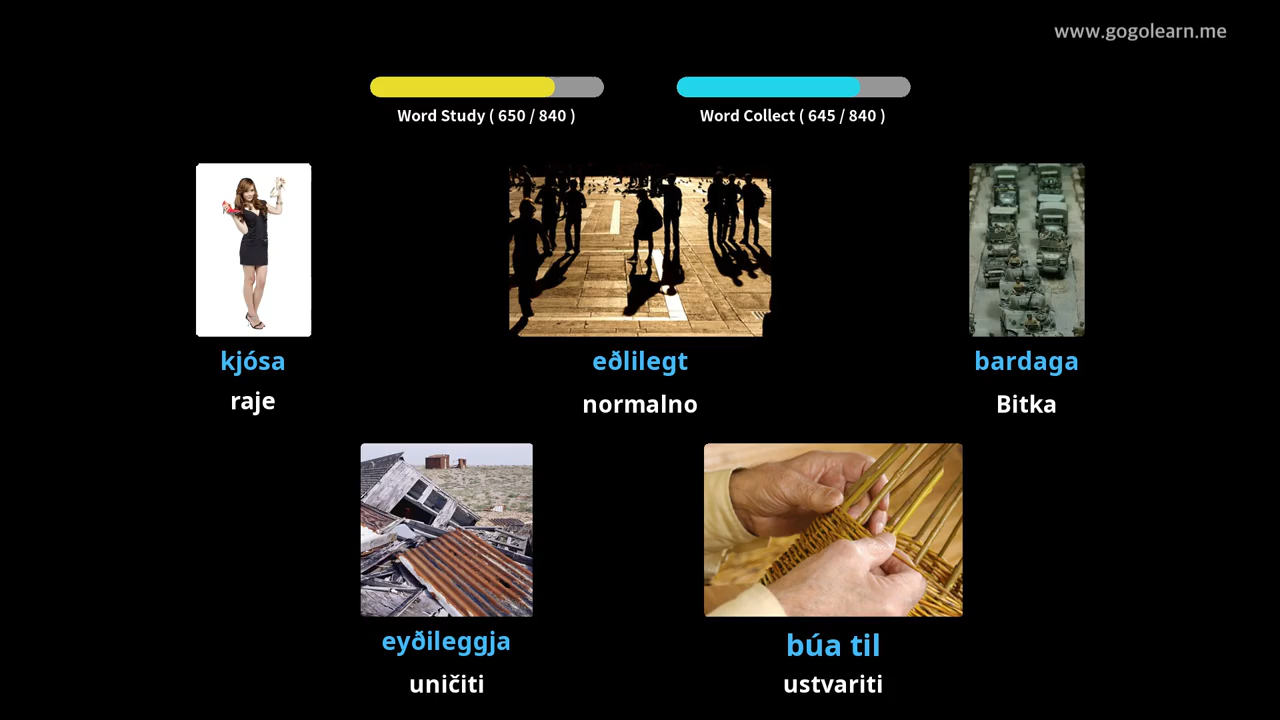 www.gogolearn.me
Word Study ( 650 / 840 )
Word Collect ( 645 / 840 )
kjósa
raje
eðlilegt
normalno
bardaga
Bitka
eyðileggja
uničiti
búa til
ustvariti